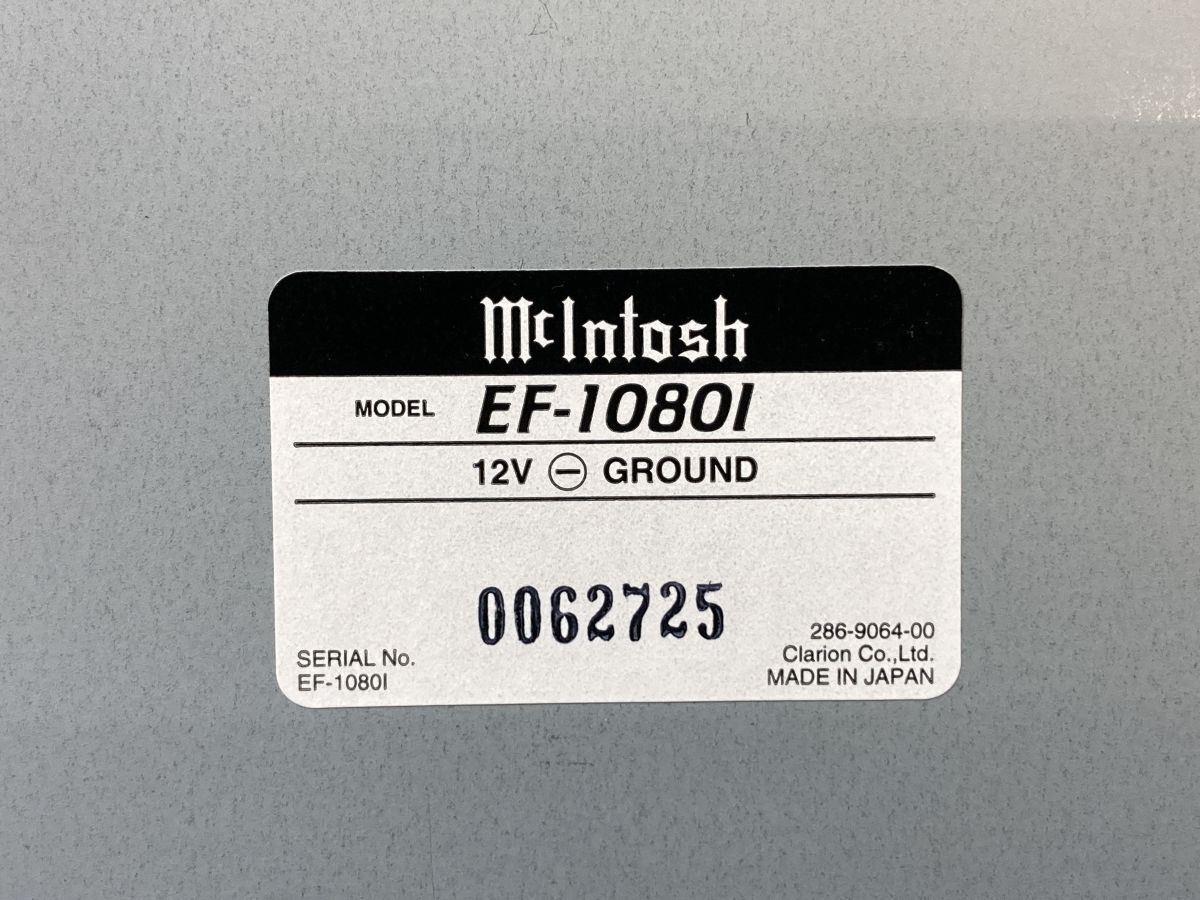 McIntosh
MODEL EF-1080I
12V ⊖ GROUND
0062725
286-9064-00
SERIAL No. Clarion Co.,Ltd.
EF-1080I MADE IN JAPAN